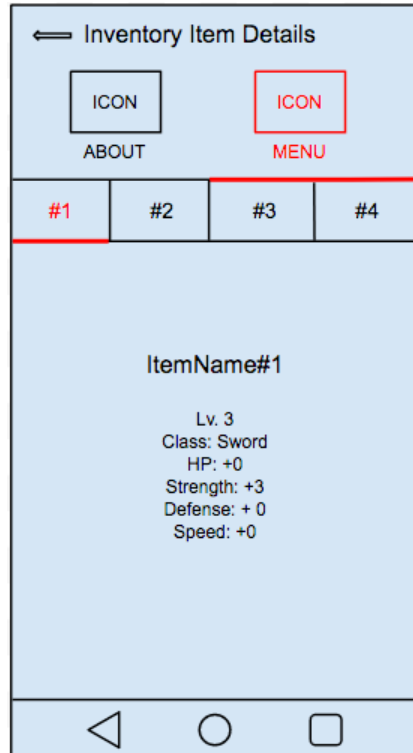 Inventory Item Details
ICON ICON
ABOUT MENU
#1 #2 #3 #4
ItemName#1
Lv. 3
Class: Sword
HP: +0
Strength: +3
Defense: + 0
Speed: +0